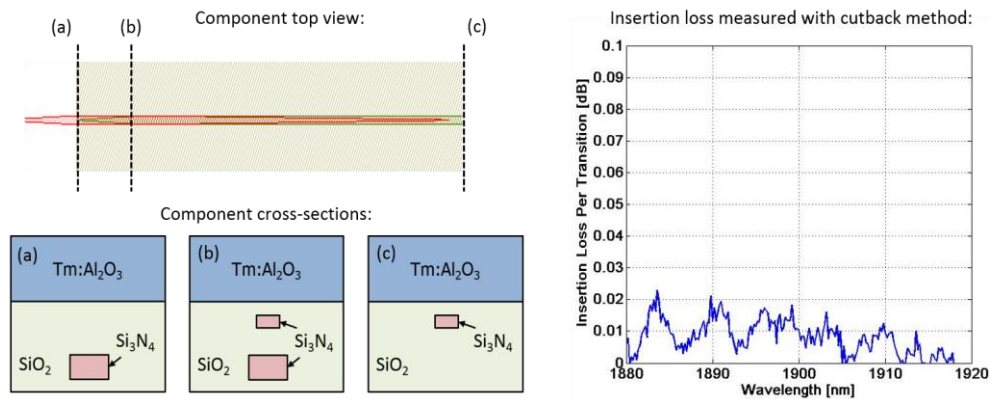 Component top view:
(a)
(b)
(c)
Component cross-sections:
(a)
Tm:Al₂O₃
Si₃N₄
SiO₂
(b)
Tm:Al₂O₃
Si₃N₄
Si₃N₄
SiO₂
(c)
Tm:Al₂O₃
Si₃N₄
SiO₂
Insertion loss measured with cutback method:
Insertion Loss Per Transition [dB]
0.1
0.09
0.08
0.07
0.06
0.05
0.04
0.03
0.02
0.01
0
1880
1890
1900
1910
1920
Wavelength [nm]